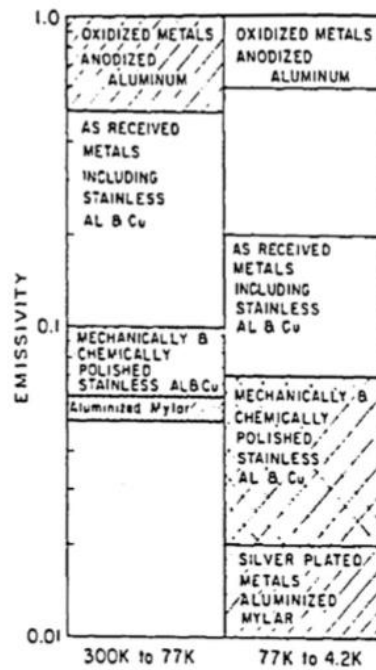 1.0
OXIDIZED METALS
ANODIZED
ALUMINUM
AS RECEIVED
METALS
INCLUDING
STAINLESS
AL & Cu
MECHANICALLY &
CHEMICALLY
POLISHED
STAINLESS AL&Cu
Aluminized Mylar
OXIDIZED METALS
ANODIZED
ALUMINUM
AS RECEIVED
METALS
INCLUDING
STAINLESS
AL & Cu
MECHANICALLY &
CHEMICALLY
POLISHED
STAINLESS
AL & Cu
SILVER PLATED
METALS
ALUMINIZED
MYLAR
EMISSIVITY
0.1
0.01
300K to 77K
77K to 4.2K